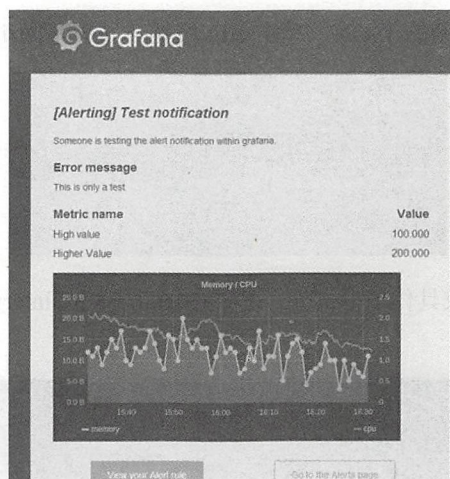 Grafana
[Alerting] Test notification
Someone is testing the alert notification within grafana.
Error message
This is only a test
Metric name Value
High value 100.000
Higher Value 200.000
Memory / CPU
25.0 B 2.5
20.0 B 2.0
15.0 B 1.5
10.0 B 1.0
5.0 B 0.5
0.0 B 0
15:40 15:50 16:00 16:10 16:20 16:30
memory cpu
View your Alert rule Go to the Alerts page